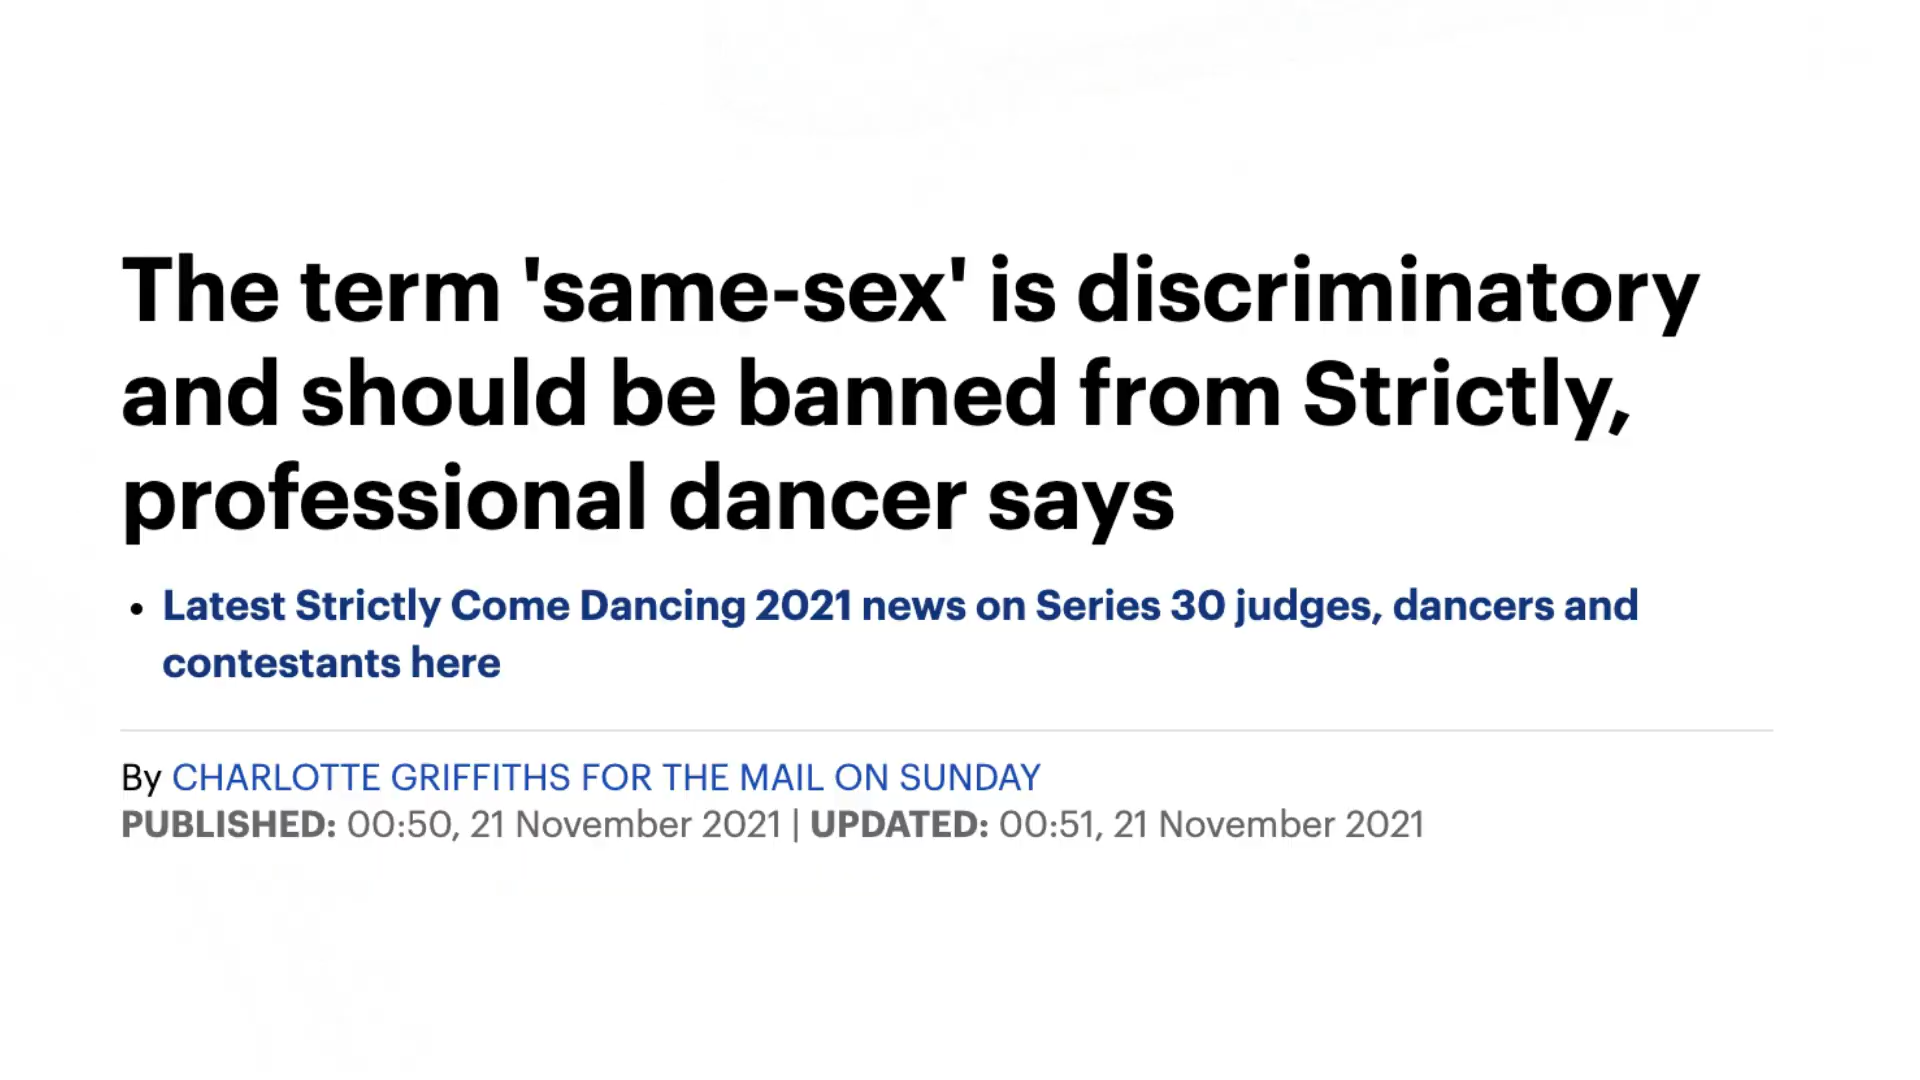 The term 'same-sex' is discriminatory
and should be banned from Strictly,
professional dancer says
• Latest Strictly Come Dancing 2021 news on Series 30 judges, dancers and
contestants here
By CHARLOTTE GRIFFITHS FOR THE MAIL ON SUNDAY
PUBLISHED: 00:50, 21 November 2021 | UPDATED: 00:51, 21 November 2021